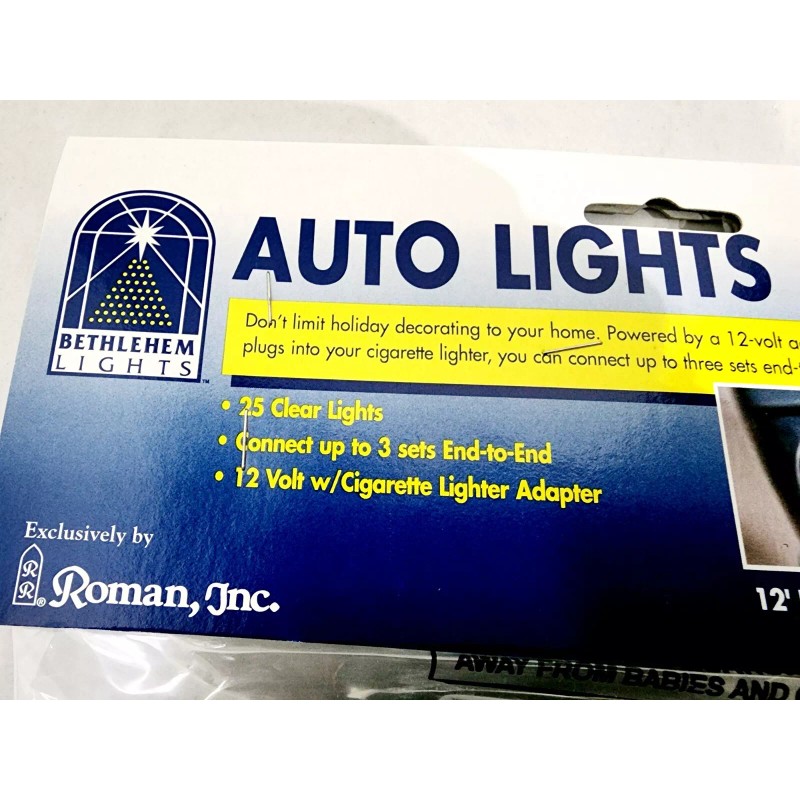 AUTO LIGHTS
BETHLEHEM
LIGHTS™
Don't limit holiday decorating to your home. Powered by a 12-volt
plugs into your cigarette lighter, you can connect up to three sets end-
• 25 Clear Lights
• Connect up to 3 sets End-to-End
• 12 Volt w/Cigarette Lighter Adapter
Exclusively by
RR® Roman, Inc.
12'
AWAY FROM BABIES AND